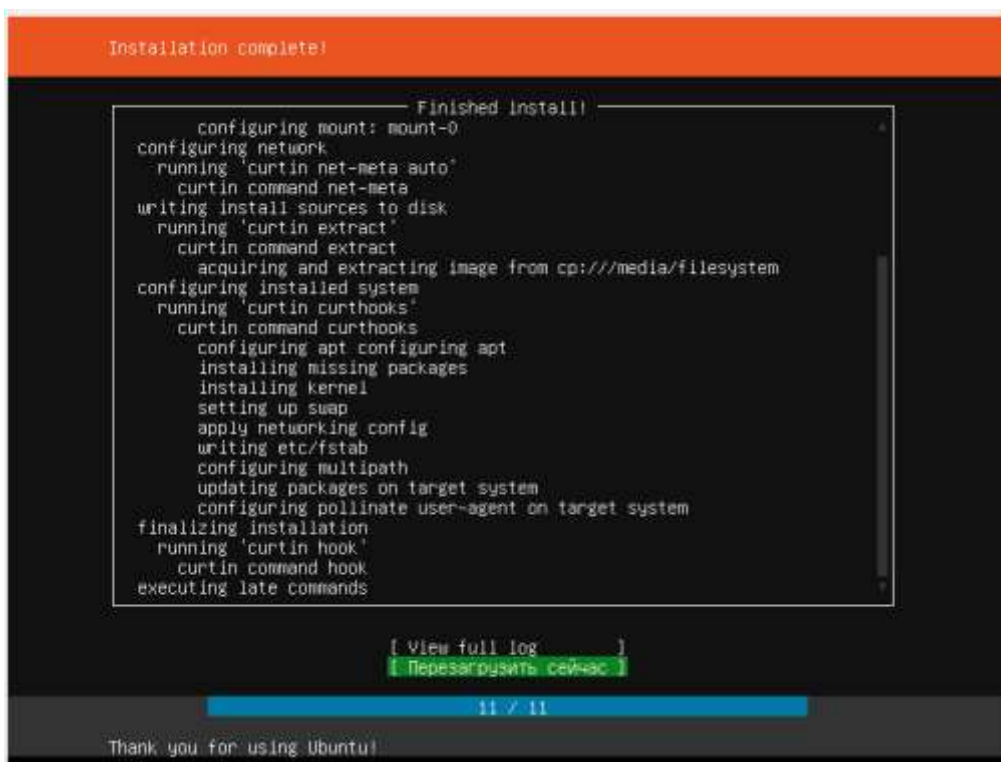 Installation complete!
Finished install!
configuring mount: mount-0
configuring network
running 'curtin net-meta auto'
curtin command net-meta
writing install sources to disk
running 'curtin extract'
curtin command extract
acquiring and extracting image from cp:///media/filesystem
configuring installed system
running 'curtin curthooks'
curtin command curthooks
configuring apt configuring apt
installing missing packages
installing kernel
setting up swap
apply networking config
writing etc/fstab
configuring multipath
updating packages on target system
configuring pollinate user-agent on target system
finalizing installation
running 'curtin hook'
curtin command hook
executing late commands
[ View full log ]
[ Перезагрузить сейчас ]
11 / 11
Thank you for using Ubuntu!